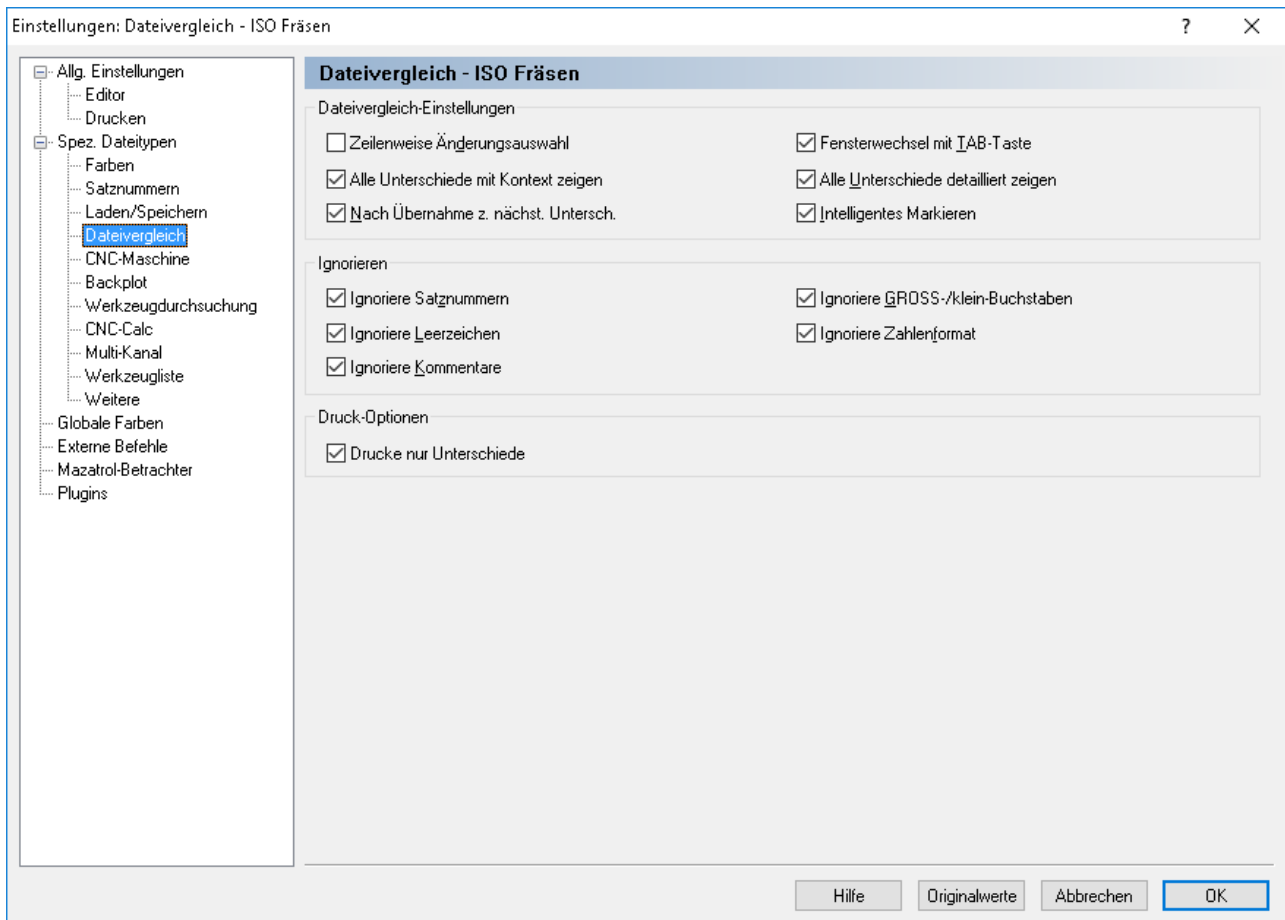 Einstellungen: Dateivergleich - ISO Fräsen
?
Allg. Einstellungen
Editor
Drucken
Spez. Dateitypen
Farben
Satznummern
Laden/Speichern
Dateivergleich
CNC-Maschine
Backplot
Werkzeugdurchsuchung
CNC-Calc
Multi-Kanal
Werkzeugliste
Weitere
Globale Farben
Externe Befehle
Mazatrol-Betrachter
Plugins
Dateivergleich - ISO Fräsen
Dateivergleich-Einstellungen
Zeilenweise Änderungsauswahl
Fensterwechsel mit TAB-Taste
Alle Unterschiede mit Kontext zeigen
Alle Unterschiede detailliert zeigen
Nach Übernahme z. nächst. Untersch.
Intelligentes Markieren
Ignorieren
Ignoriere Satznummern
Ignoriere GROSS-/klein-Buchstaben
Ignoriere Leerzeichen
Ignoriere Zahlenformat
Ignoriere Kommentare
Druck-Optionen
Drucke nur Unterschiede
Hilfe
Originalwerte
Abbrechen
OK